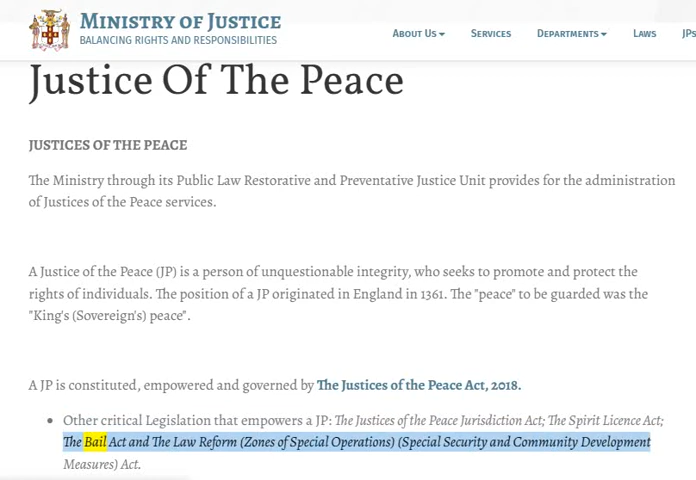 MINISTRY OF JUSTICE
BALANCING RIGHTS AND RESPONSIBILITIES
ABOUT US SERVICES DEPARTMENTS LAWS JPs
Justice Of The Peace
JUSTICES OF THE PEACE
The Ministry through its Public Law Restorative and Preventative Justice Unit provides for the administration
of Justices of the Peace services.
A Justice of the Peace (JP) is a person of unquestionable integrity, who seeks to promote and protect the
rights of individuals. The position of a JP originated in England in 1361. The "peace" to be guarded was the
"King's (Sovereign's) peace".
A JP is constituted, empowered and governed by The Justices of the Peace Act, 2018.
• Other critical Legislation that empowers a JP: The Justices of the Peace Jurisdiction Act; The Spirit Licence Act;
The Bail Act and The Law Reform (Zones of Special Operations) (Special Security and Community Development
Measures) Act.